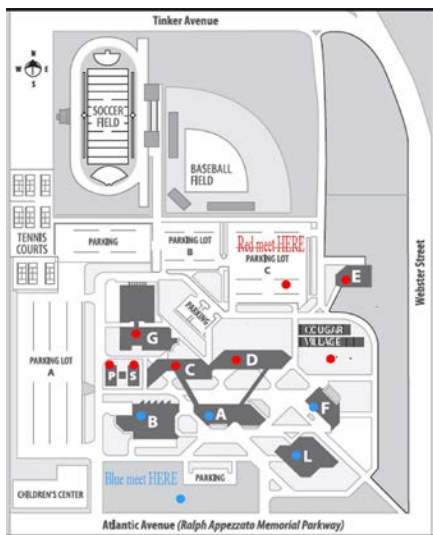 Tinker Avenue
N
W E
S
SOCCER
FIELD
BASEBALL
FIELD
TENNIS
COURTS
PARKING
PARKING LOT
B
Red meet HERE
PARKING LOT
C
E
Webster Street
PARKING
G
COUGAR
VILLAGE
PARKING LOT
A
P
S
C
D
B
A
F
L
Blue meet HERE
PARKING
CHILDREN'S CENTER
Atlantic Avenue (Ralph Appezzato Memorial Parkway)